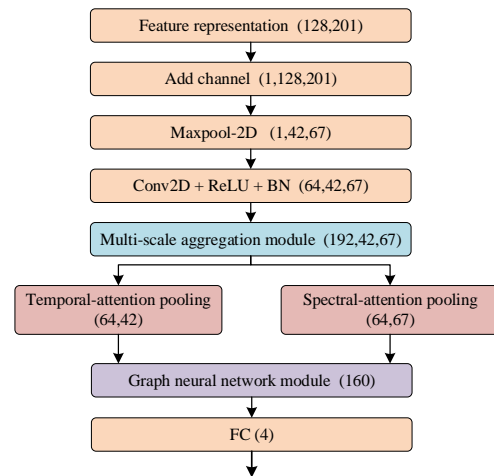 Feature representation (128,201)
Add channel (1,128,201)
Maxpool-2D (1,42,67)
Conv2D + ReLU + BN (64,42,67)
Multi-scale aggregation module (192,42,67)
Temporal-attention pooling
(64,42)
Spectral-attention pooling
(64,67)
Graph neural network module (160)
FC (4)